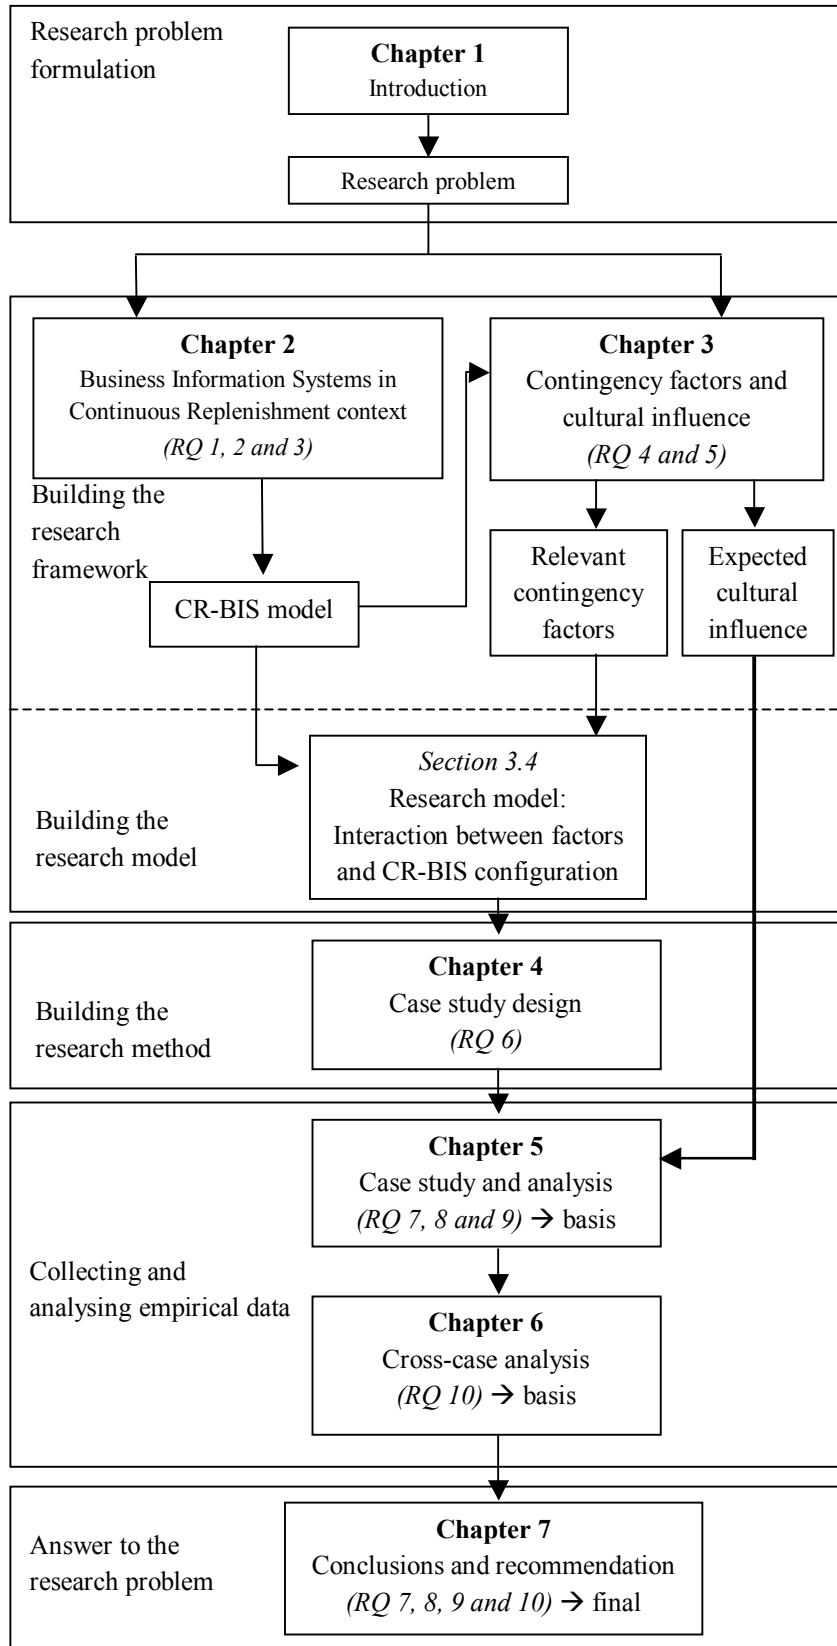 Research problem
formulation
Chapter 1
Introduction
Research problem
Chapter 2
Business Information Systems in
Continuous Replenishment context
(RQ 1, 2 and 3)
Chapter 3
Contingency factors and
cultural influence
(RQ 4 and 5)
Building the
research
framework
CR-BIS model
Relevant
contingency
factors
Expected
cultural
influence
Building the
research model
Section 3.4
Research model:
Interaction between factors
and CR-BIS configuration
Building the
research method
Chapter 4
Case study design
(RQ 6)
Collecting and
analysing empirical data
Chapter 5
Case study and analysis
(RQ 7, 8 and 9) → basis
Chapter 6
Cross-case analysis
(RQ 10) → basis
Answer to the
research problem
Chapter 7
Conclusions and recommendation
(RQ 7, 8, 9 and 10) → final